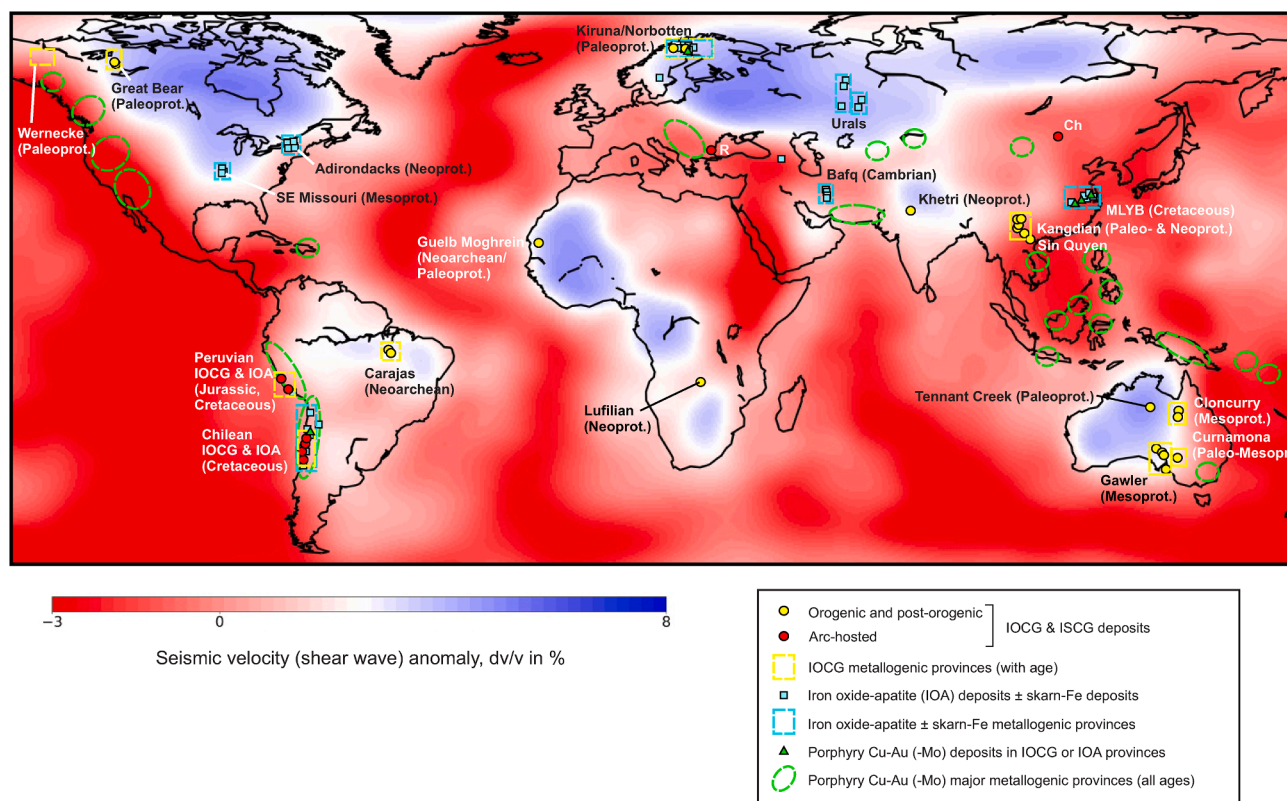 Kiruna/Norbotten
(Paleoprot.)
Great Bear
(Paleoprot.)
Wernecke
(Paleoprot.)
Adirondacks (Neoprot.)
SE Missouri (Mesoprot.)
Urals
Ch
R
Bafq (Cambrian)
Khetri (Neoprot.)
MLYB (Cretaceous)
Kangdian (Paleo- & Neoprot.)
Sin Quyen
Guelb Moghrein
(Neoarchean/
Paleoprot.)
Peruvian
IOCG & IOA
(Jurassic,
Cretaceous)
Carajas
(Neoarchean)
Chilean
IOCG & IOA
(Cretaceous)
Lufilian
(Neoprot.)
Tennant Creek (Paleoprot.)
Cloncurry
(Mesoprot.)
Curnamona
(Paleo-Mesopr
Gawler
(Mesoprot.)
−3 0 8
Seismic velocity (shear wave) anomaly, dv/v in %
Orogenic and post-orogenic
Arc-hosted
IOCG & ISCG deposits
IOCG metallogenic provinces (with age)
Iron oxide-apatite (IOA) deposits ± skarn-Fe deposits
Iron oxide-apatite ± skarn-Fe metallogenic provinces
Porphyry Cu-Au (-Mo) deposits in IOCG or IOA provinces
Porphyry Cu-Au (-Mo) major metallogenic provinces (all ages)